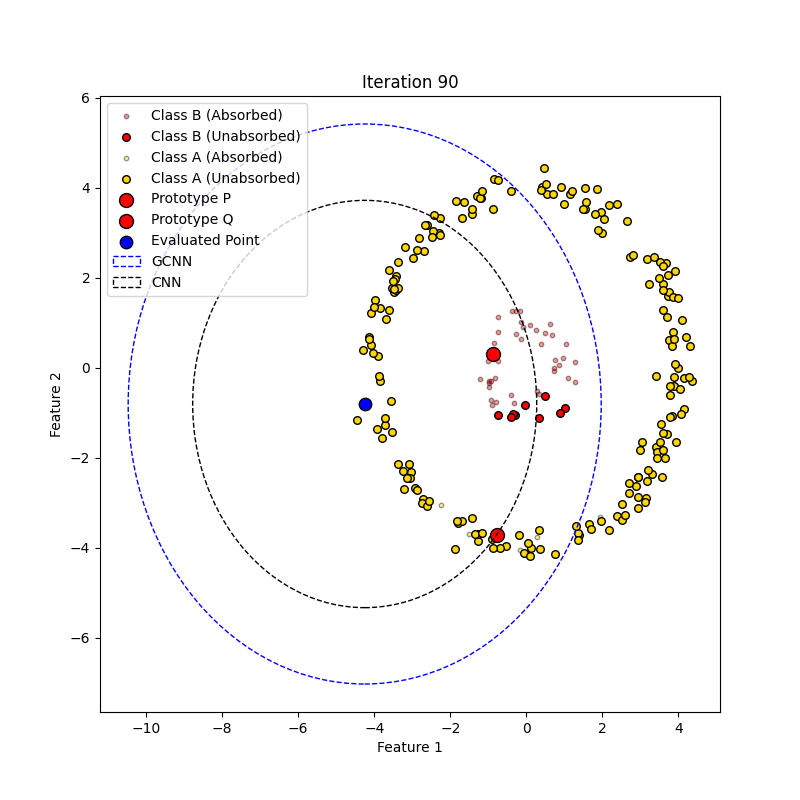 Iteration 90
Class B (Absorbed)
Class B (Unabsorbed)
Class A (Absorbed)
Class A (Unabsorbed)
Prototype P
Prototype Q
Evaluated Point
GCNN
CNN
6
4
2
0
−2
−4
−6
Feature 2
−10 −8 −6 −4 −2 0 2 4
Feature 1